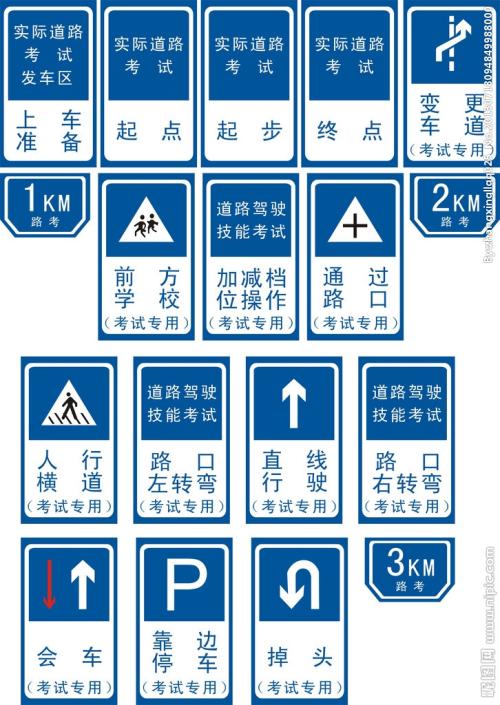 实际道路
考 试
发车区
上 车
准 备
实际道路
考 试
起 点
实际道路
考 试
起 步
实际道路
考 试
终 点
变 更
车 道
(考试专用)
1KM
路考
前 方
学 校
(考试专用)
道路驾驶
技能考试
加减档
位操作
(考试专用)
通 过
路 口
(考试专用)
2KM
路考
人 行
横 道
(考试专用)
道路驾驶
技能考试
路 口
左转弯
(考试专用)
直 线
行 驶
(考试专用)
道路驾驶
技能考试
路 口
右转弯
(考试专用)
会 车
(考试专用)
P
靠 边
停 车
(考试专用)
掉 头
(考试专用)
3KM
路考
昵图网 www.nipic.com